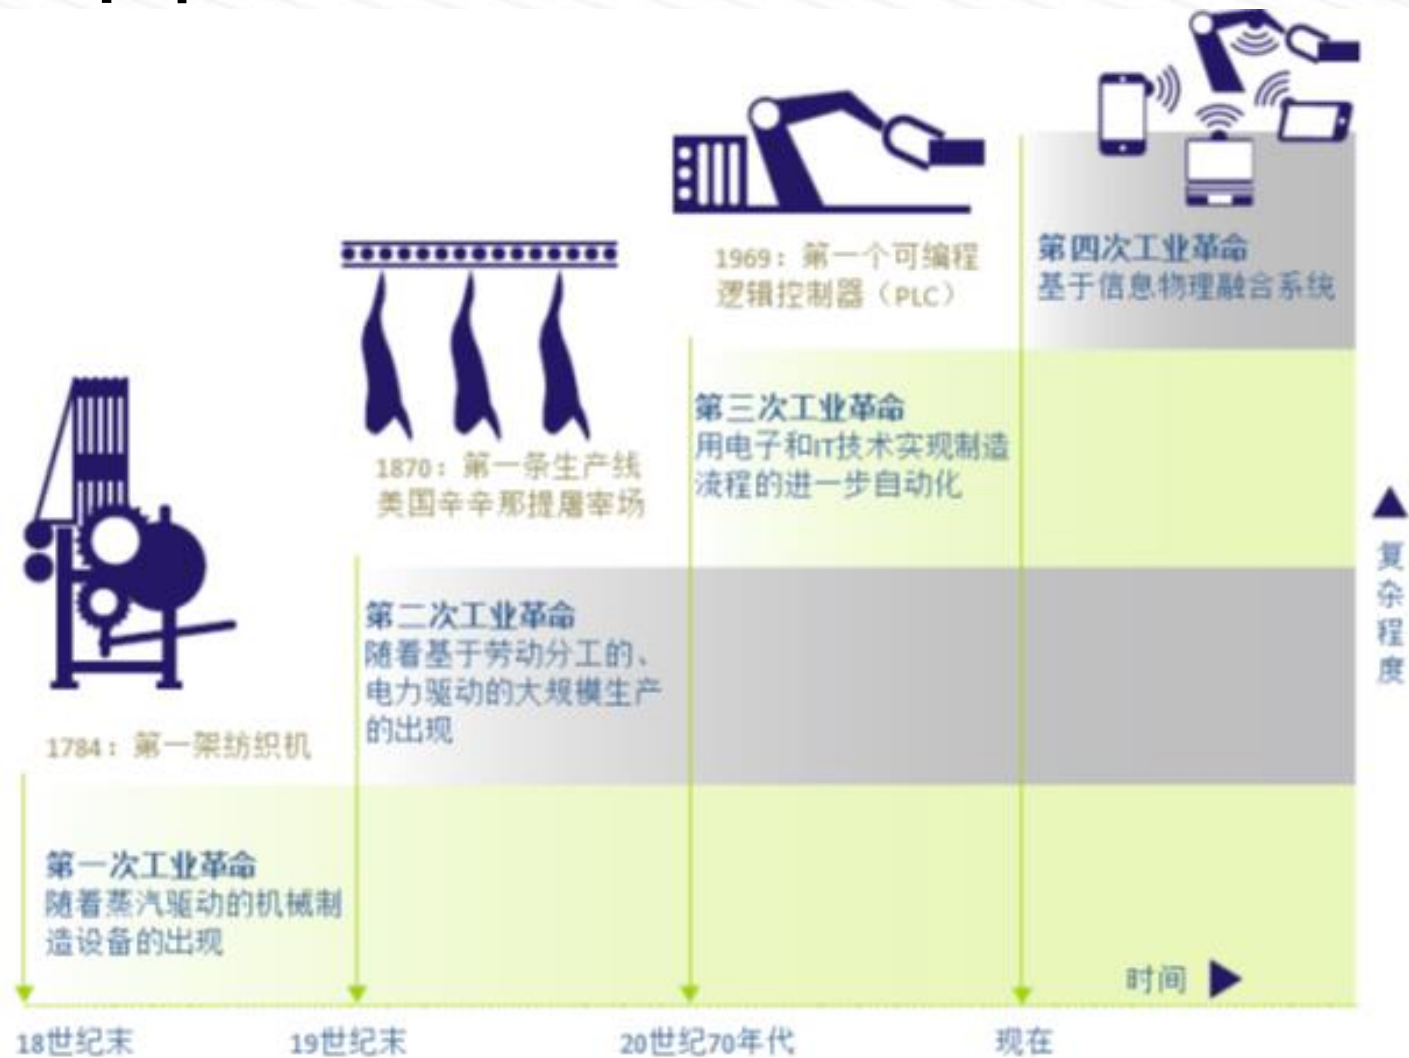 1969：第一个可编程
逻辑控制器（PLC）
第四次工业革命
基于信息物理融合系统
1870：第一条生产线
美国辛辛那提屠宰场
第三次工业革命
用电子和IT技术实现制造
流程的进一步自动化
1784：第一架纺织机
第二次工业革命
随着基于劳动分工的、
电力驱动的大规模生产
的出现
第一次工业革命
随着蒸汽驱动的机械制
造设备的出现
复杂程度
时间
18世纪末
19世纪末
20世纪70年代
现在